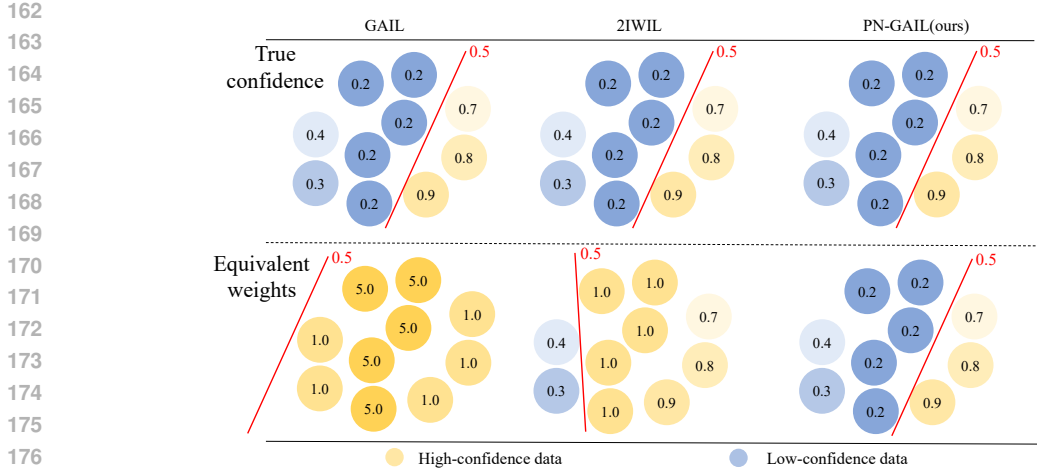 162
163
164
165
166
167
168
169
170
171
172
173
174
175
176
GAIL 2IWIL PN-GAIL(ours)
True confidence
0.5 0.5 0.5
0.2 0.2 0.2 0.2 0.2 0.2
0.7 0.7 0.7
0.2 0.2 0.2
0.4 0.4 0.4
0.2 0.8 0.2 0.8 0.2 0.8
0.3 0.3 0.3
0.2 0.9 0.2 0.9 0.2 0.9
Equivalent weights
0.5 0.5 0.5
5.0 5.0 1.0 1.0 0.2 0.2
1.0 0.7 0.7
5.0 1.0 0.2
1.0 0.4 0.4
5.0 1.0 1.0 0.8 0.2 0.8
1.0 0.3 0.3
5.0 1.0 1.0 0.9 0.2 0.9
High-confidence data Low-confidence data